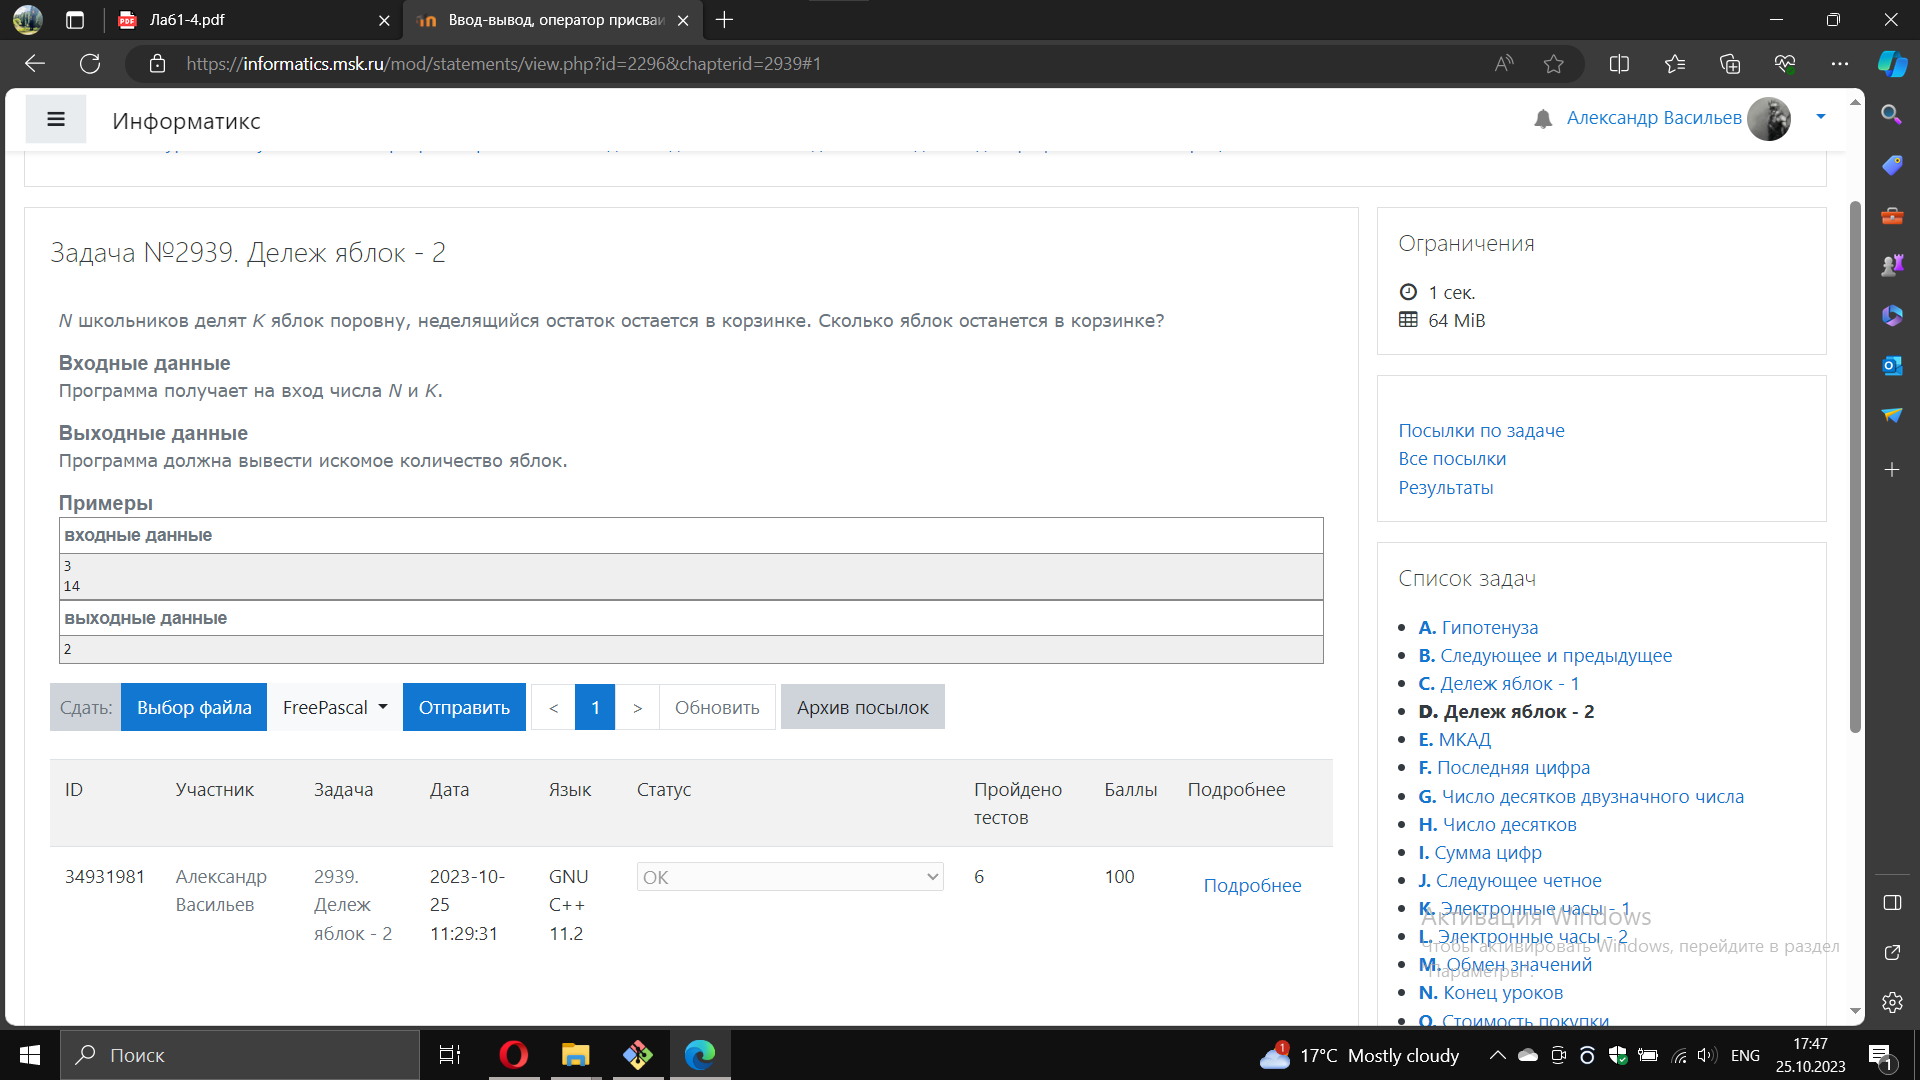 Лаб1-4.pdf
Ввод-вывод, оператор присваи
https://informatics.msk.ru/mod/statements/view.php?id=2296&chapterid=2939#1
Информатикс
Александр Васильев
Задача №2939. Дележ яблок - 2
N школьников делят K яблок поровну, неделящийся остаток остается в корзинке. Сколько яблок останется в корзинке?
Входные данные
Программа получает на вход числа N и K.
Выходные данные
Программа должна вывести искомое количество яблок.
Примеры
входные данные
3
14
выходные данные
2
Сдать: Выбор файла FreePascal Отправить < 1 > Обновить Архив посылок
ID Участник Задача Дата Язык Статус Пройдено тестов Баллы Подробнее
34931981 Александр Васильев 2939. Дележ яблок - 2 2023-10-25 11:29:31 GNU C++ 11.2 OK 6 100 Подробнее
Ограничения
1 сек.
64 MiB
Посылки по задаче
Все посылки
Результаты
Список задач
A. Гипотенуза
B. Следующее и предыдущее
C. Дележ яблок - 1
D. Дележ яблок - 2
E. МКАД
F. Последняя цифра
G. Число десятков двузначного числа
H. Число десятков
I. Сумма цифр
J. Следующее четное
K. Электронные часы - 1
L. Электронные часы - 2
M. Обмен значений
N. Конец уроков
O. Стоимость покупки
Активация Windows
Чтобы активировать Windows, перейдите в раздел
"Параметры".
Поиск
1
17°C Mostly cloudy
ENG
17:47
25.10.2023
1